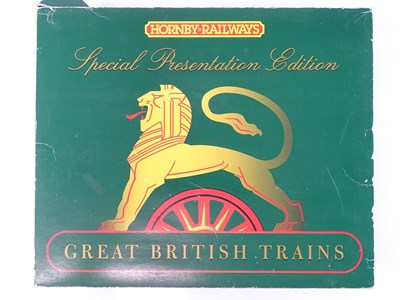 HORNBY RAILWAYS
Special Presentation Edition
GREAT BRITISH TRAINS